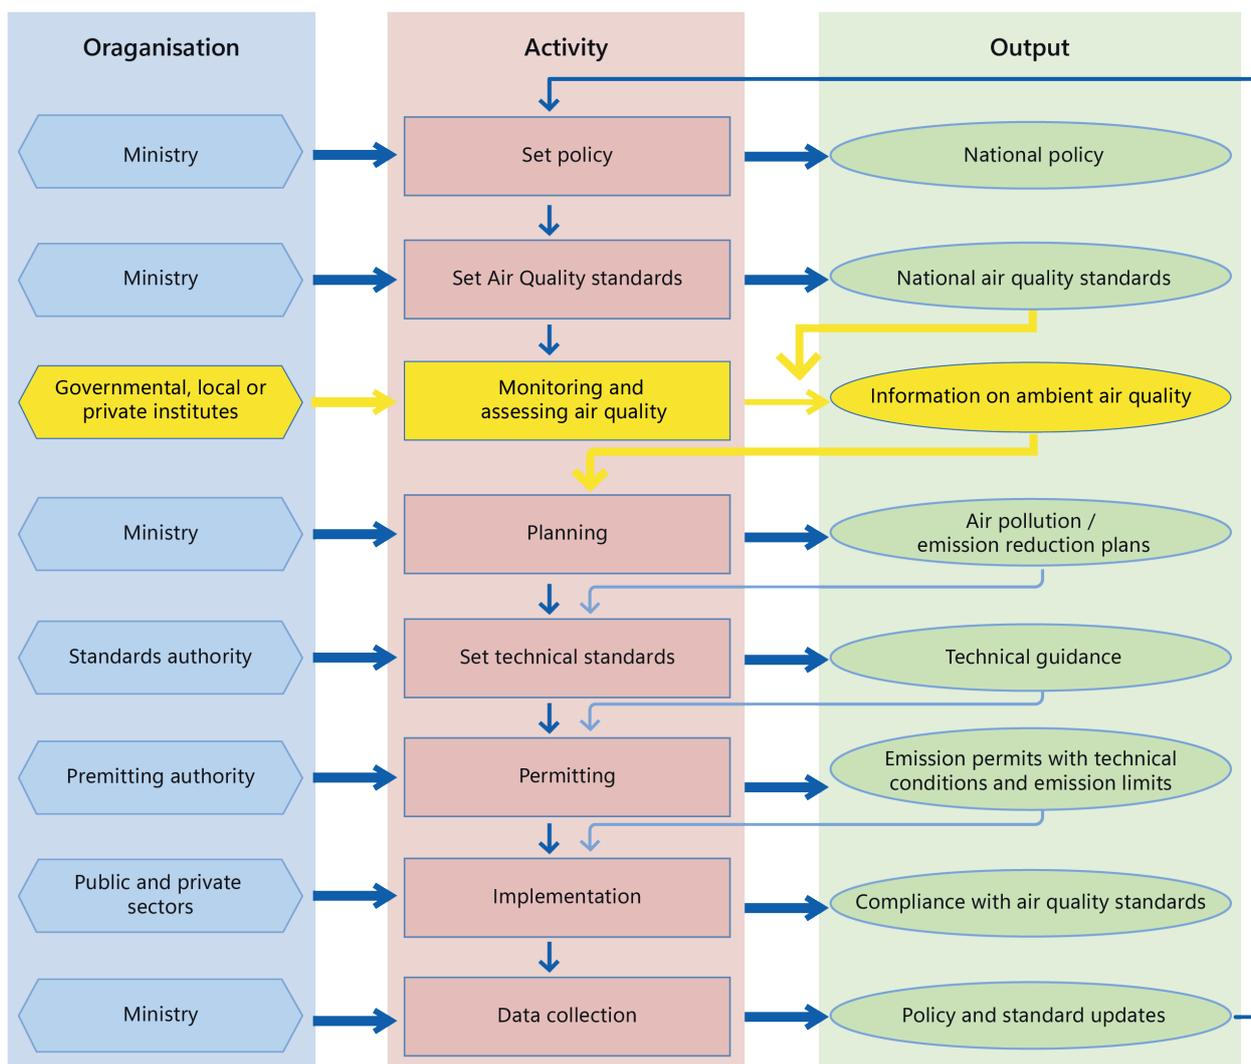 Oraganisation
Activity
Output
Ministry
Set policy
National policy
Ministry
Set Air Quality standards
National air quality standards
Governmental, local or
private institutes
Monitoring and
assessing air quality
Information on ambient air quality
Ministry
Planning
Air pollution /
emission reduction plans
Standards authority
Set technical standards
Technical guidance
Premitting authority
Permitting
Emission permits with technical
conditions and emission limits
Public and private
sectors
Implementation
Compliance with air quality standards
Ministry
Data collection
Policy and standard updates